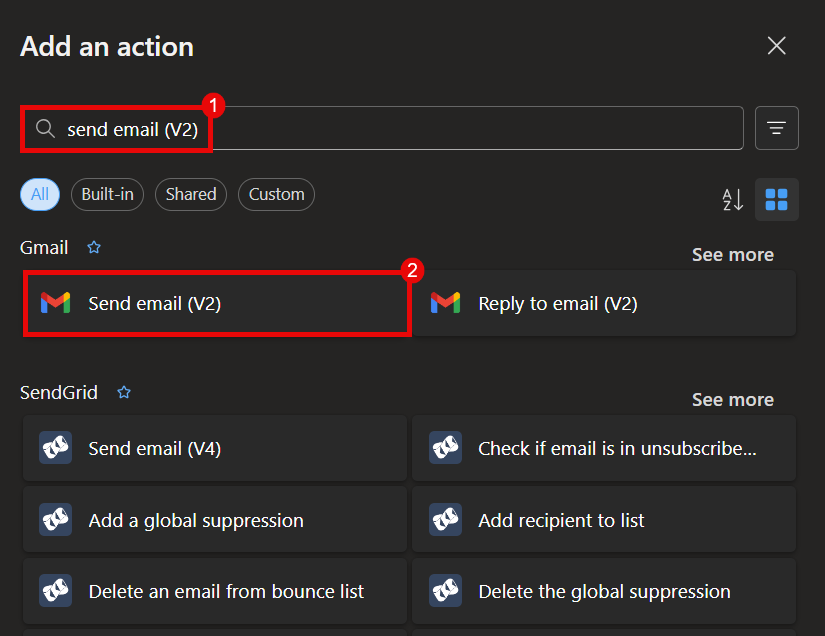 Add an action
1
send email (V2)
All
Built-in
Shared
Custom
A
Z
Gmail
See more
2
Send email (V2)
Reply to email (V2)
SendGrid
See more
Send email (V4)
Check if email is in unsubscribe...
Add a global suppression
Add recipient to list
Delete an email from bounce list
Delete the global suppression